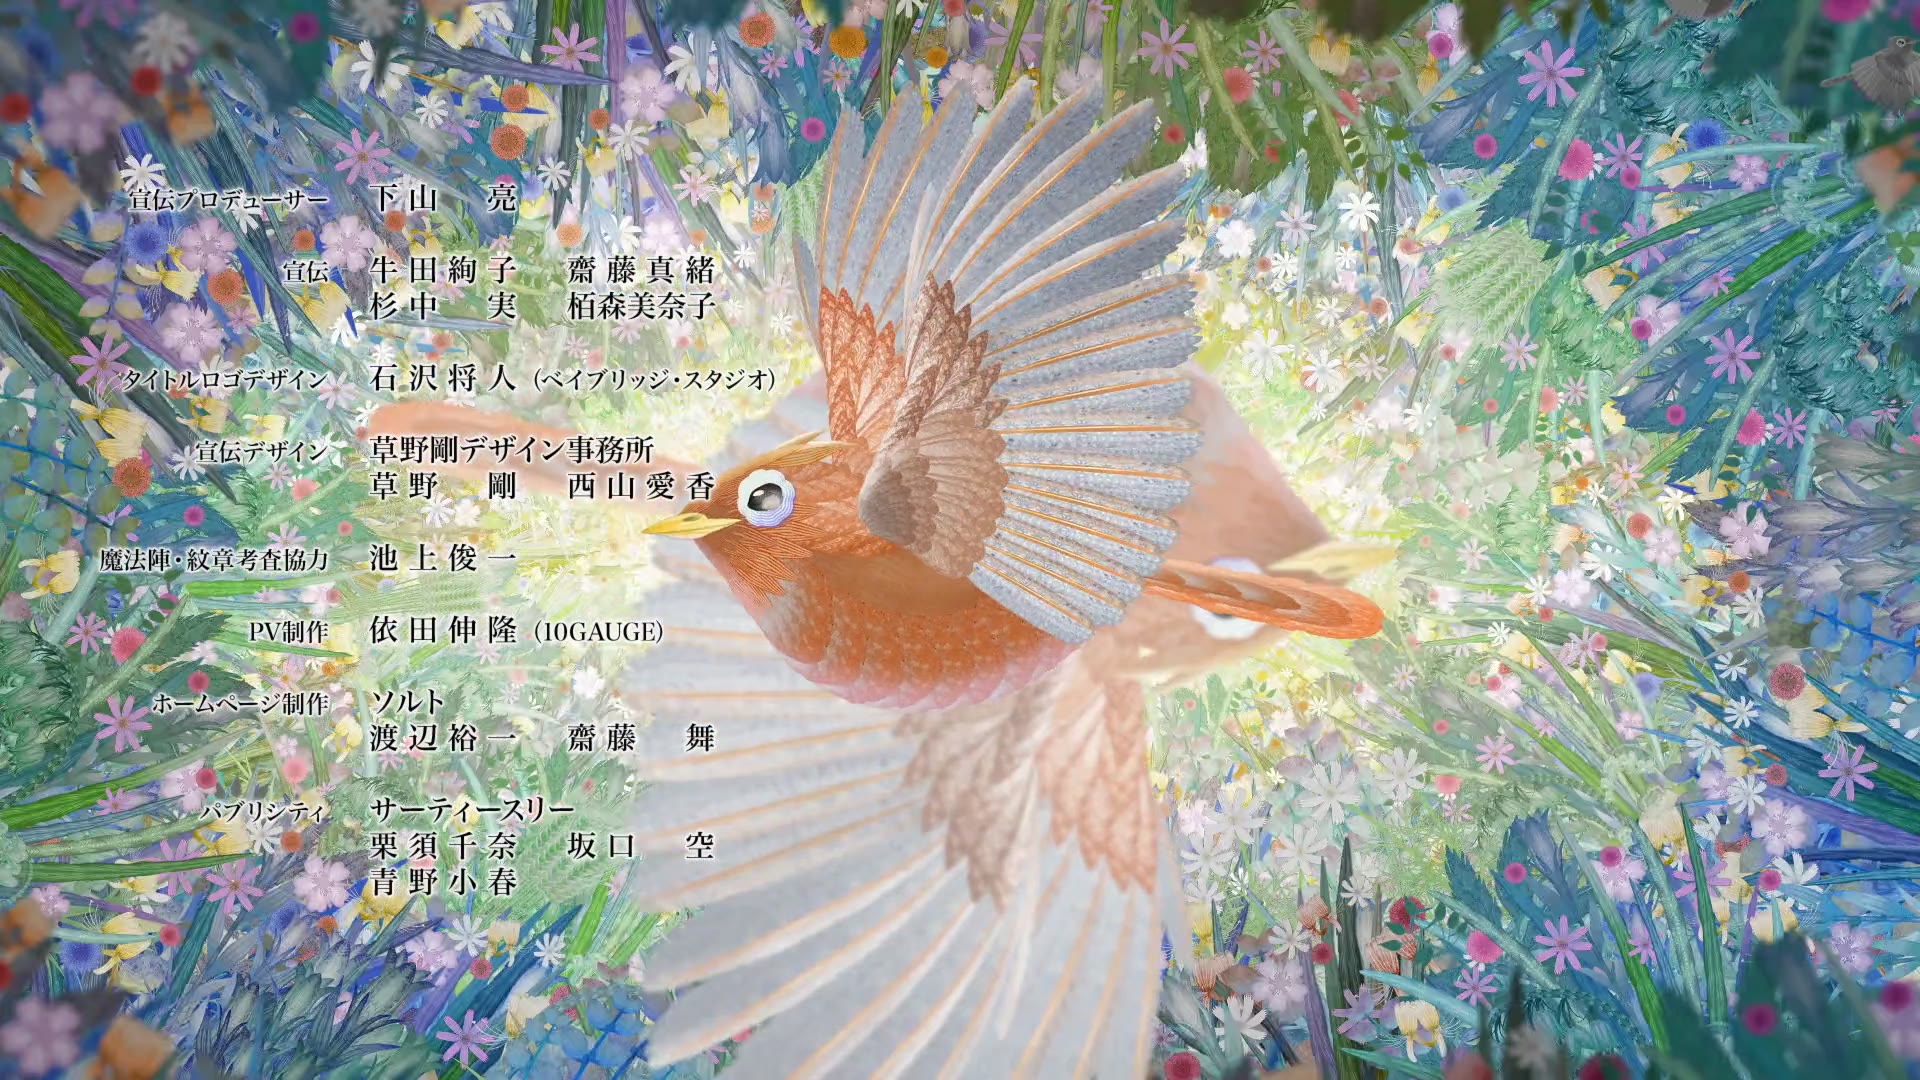 宣伝プロデューサー 下山 亮
宣伝 牛田絢子 齋藤真緒
杉中 実 栢森美奈子
タイトルロゴデザイン 石沢将人（ベイブリッジ・スタジオ）
宣伝デザイン 草野剛デザイン事務所
草野 剛 西山愛香
魔法陣・紋章考査協力 池上俊一
PV制作 依田伸隆（10GAUGE）
ホームページ制作 ソルト
渡辺裕一 齋藤 舞
パブリシティ サーティースリー
栗須千奈 坂口 空
青野小春